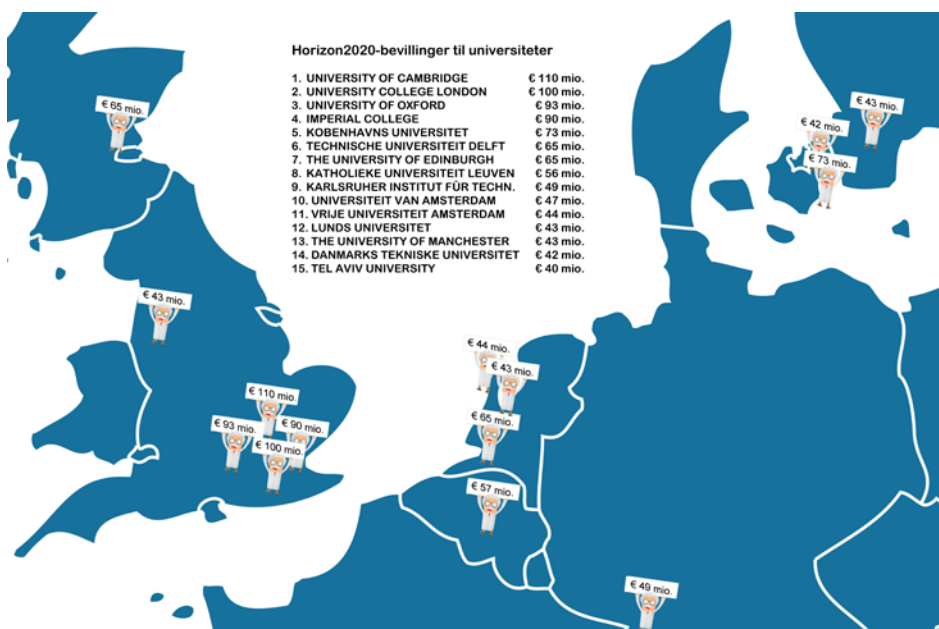 Horizon2020-bevillinger til universiteter
1. UNIVERSITY OF CAMBRIDGE € 110 mio.
2. UNIVERSITY COLLEGE LONDON € 100 mio.
3. UNIVERSITY OF OXFORD € 93 mio.
4. IMPERIAL COLLEGE € 90 mio.
5. KOBENHAVNS UNIVERSITET € 73 mio.
6. TECHNISCHE UNIVERSITEIT DELFT € 65 mio.
7. THE UNIVERSITY OF EDINBURGH € 65 mio.
8. KATHOLIEKE UNIVERSITEIT LEUVEN € 56 mio.
9. KARLSRUHER INSTITUT FÜR TECHN. € 49 mio.
10. UNIVERSITEIT VAN AMSTERDAM € 47 mio.
11. VRIJE UNIVERSITEIT AMSTERDAM € 44 mio.
12. LUNDS UNIVERSITET € 43 mio.
13. THE UNIVERSITY OF MANCHESTER € 43 mio.
14. DANMARKS TEKNISKE UNIVERSITET € 42 mio.
15. TEL AVIV UNIVERSITY € 40 mio.
€ 65 mio.
€ 43 mio.
€ 42 mio.
€ 73 mio.
€ 43 mio.
€ 44 mio.
€ 43 mio.
€ 110 mio.
€ 93 mio.
€ 90 mio.
€ 100 mio.
€ 65 mio.
€ 57 mio.
€ 49 mio.